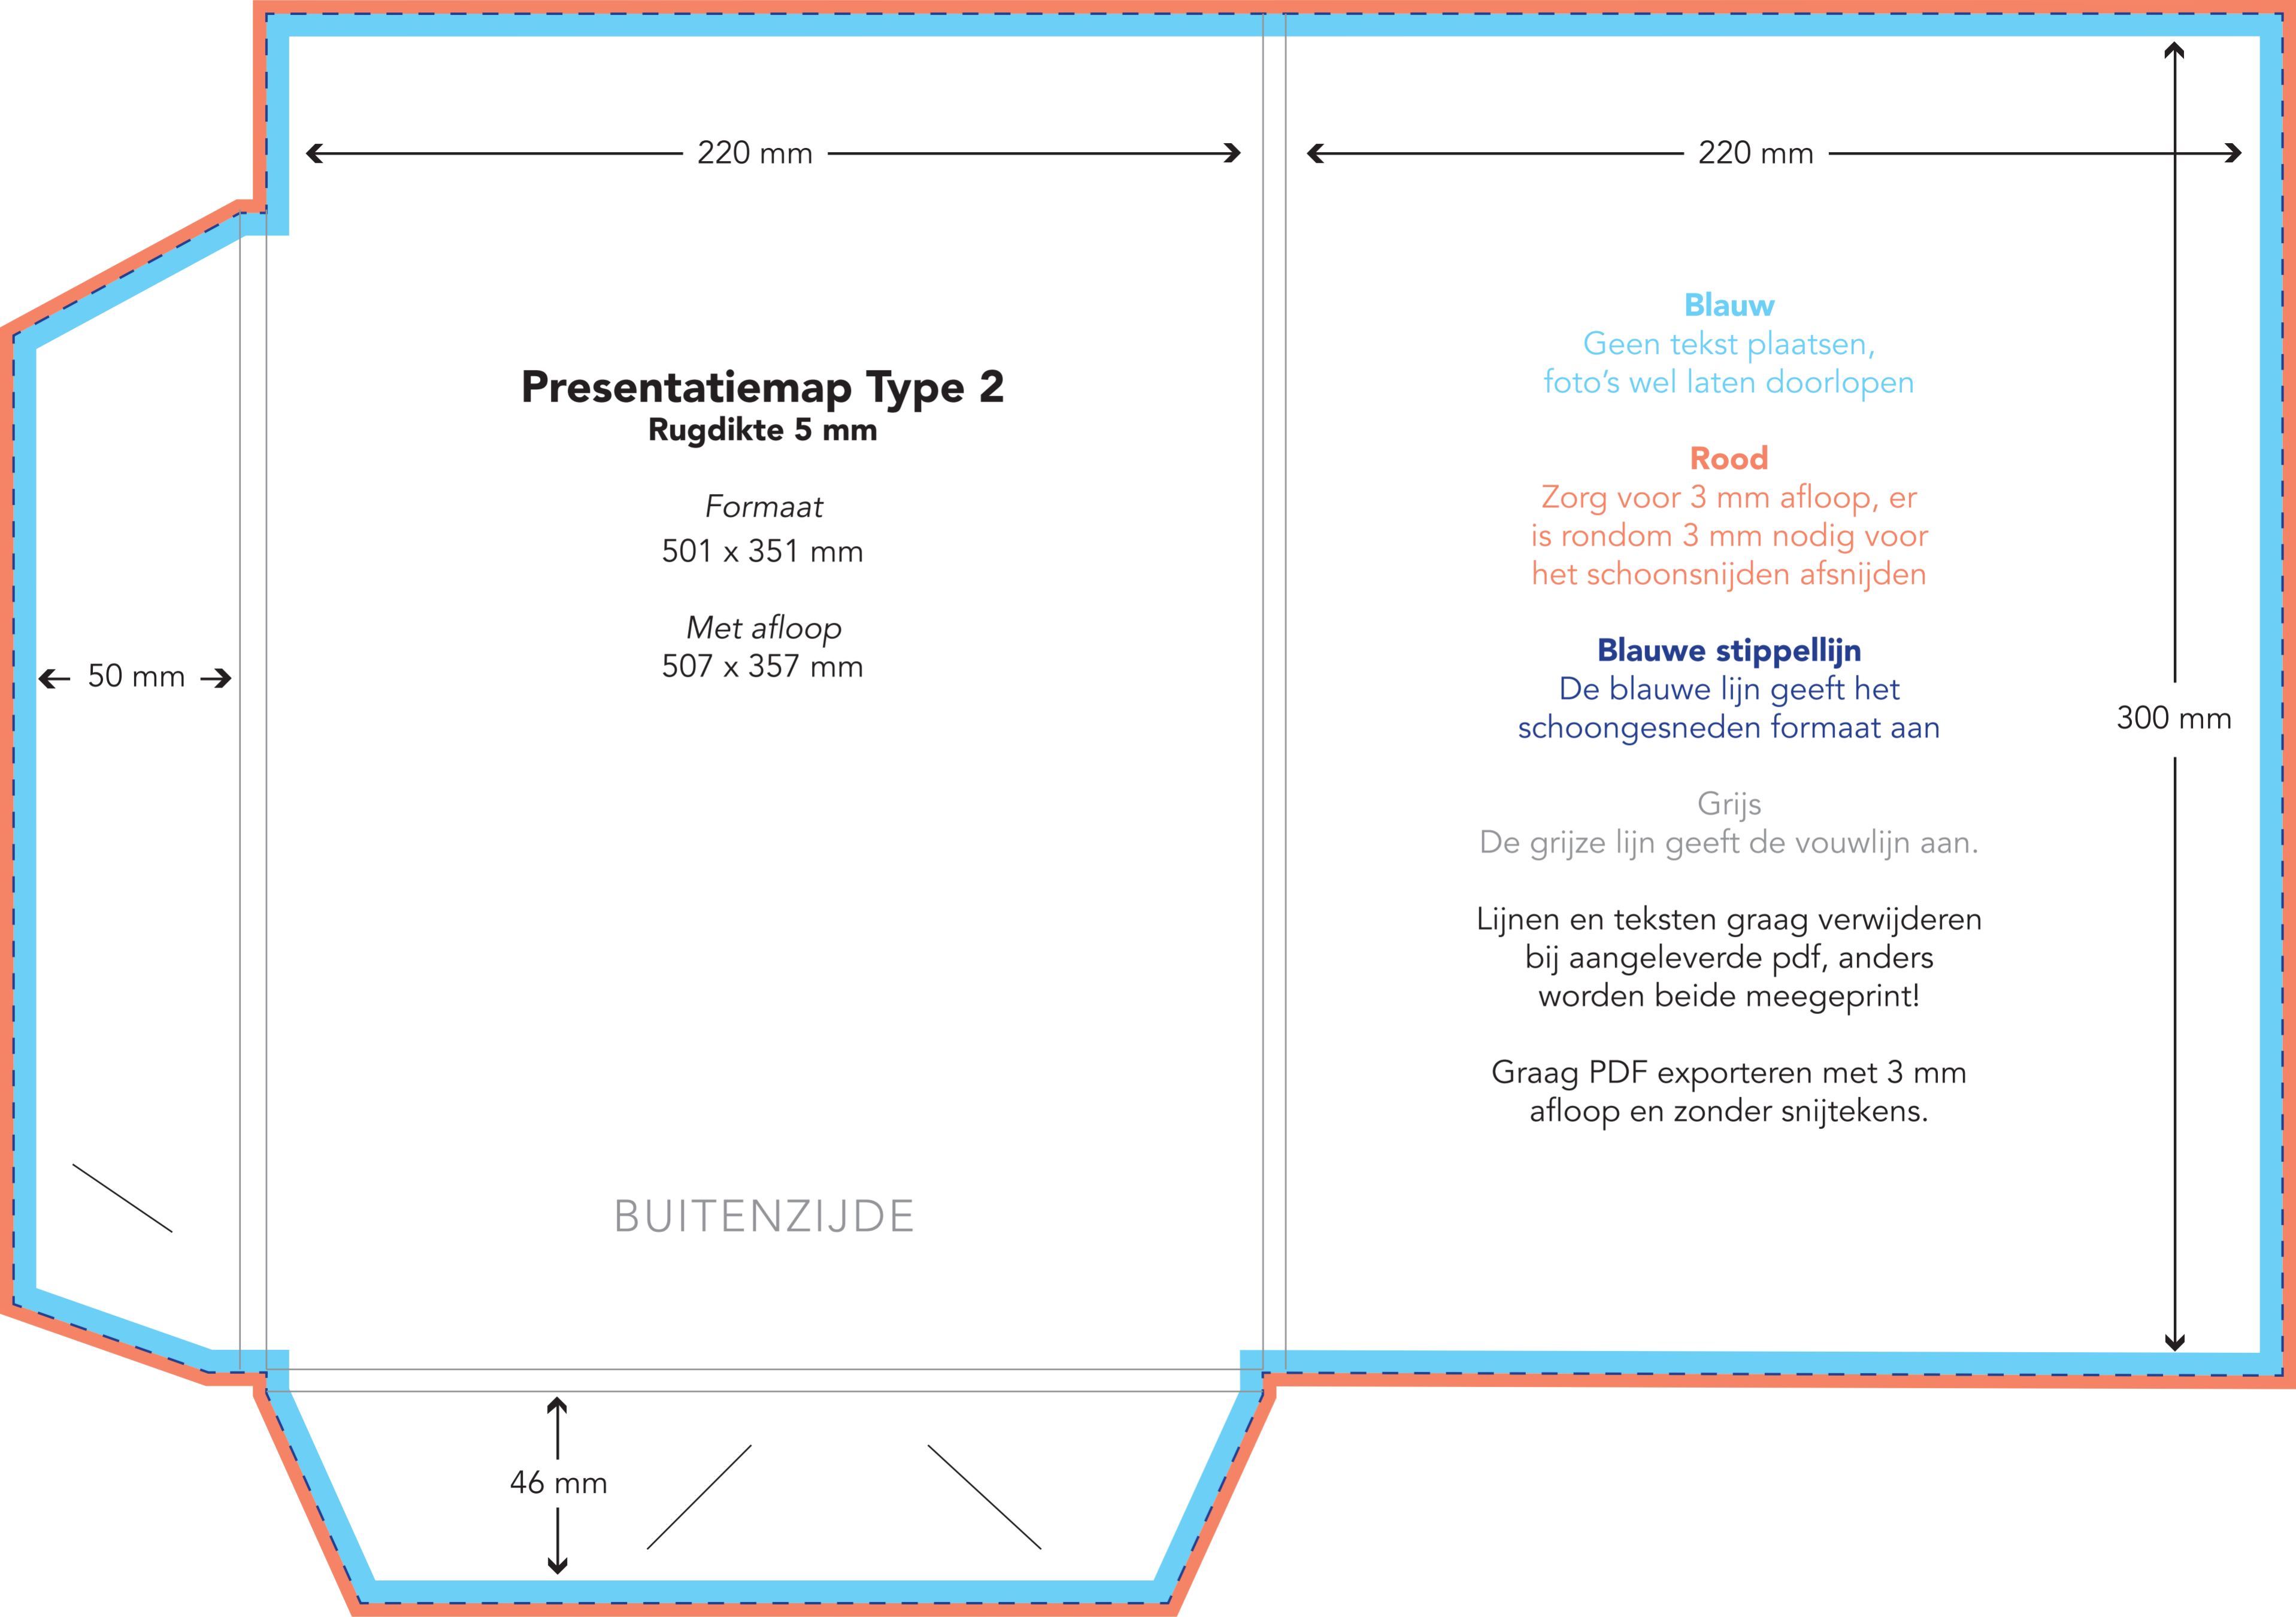 220 mm
220 mm
Presentatiemap Type 2
Rugdikte 5 mm
Formaat
501 x 351 mm
Met afloop
507 x 357 mm
50 mm
BUITENZIJDE
46 mm
Blauw
Geen tekst plaatsen,
foto's wel laten doorlopen
Rood
Zorg voor 3 mm afloop, er
is rondom 3 mm nodig voor
het schoonsnijden afsnijden
Blauwe stippellijn
De blauwe lijn geeft het
schoongesneden formaat aan
Grijs
De grijze lijn geeft de vouwlijn aan.
Lijnen en teksten graag verwijderen
bij aangeleverde pdf, anders
worden beide meegeprint!
Graag PDF exporteren met 3 mm
afloop en zonder snijtekens.
300 mm